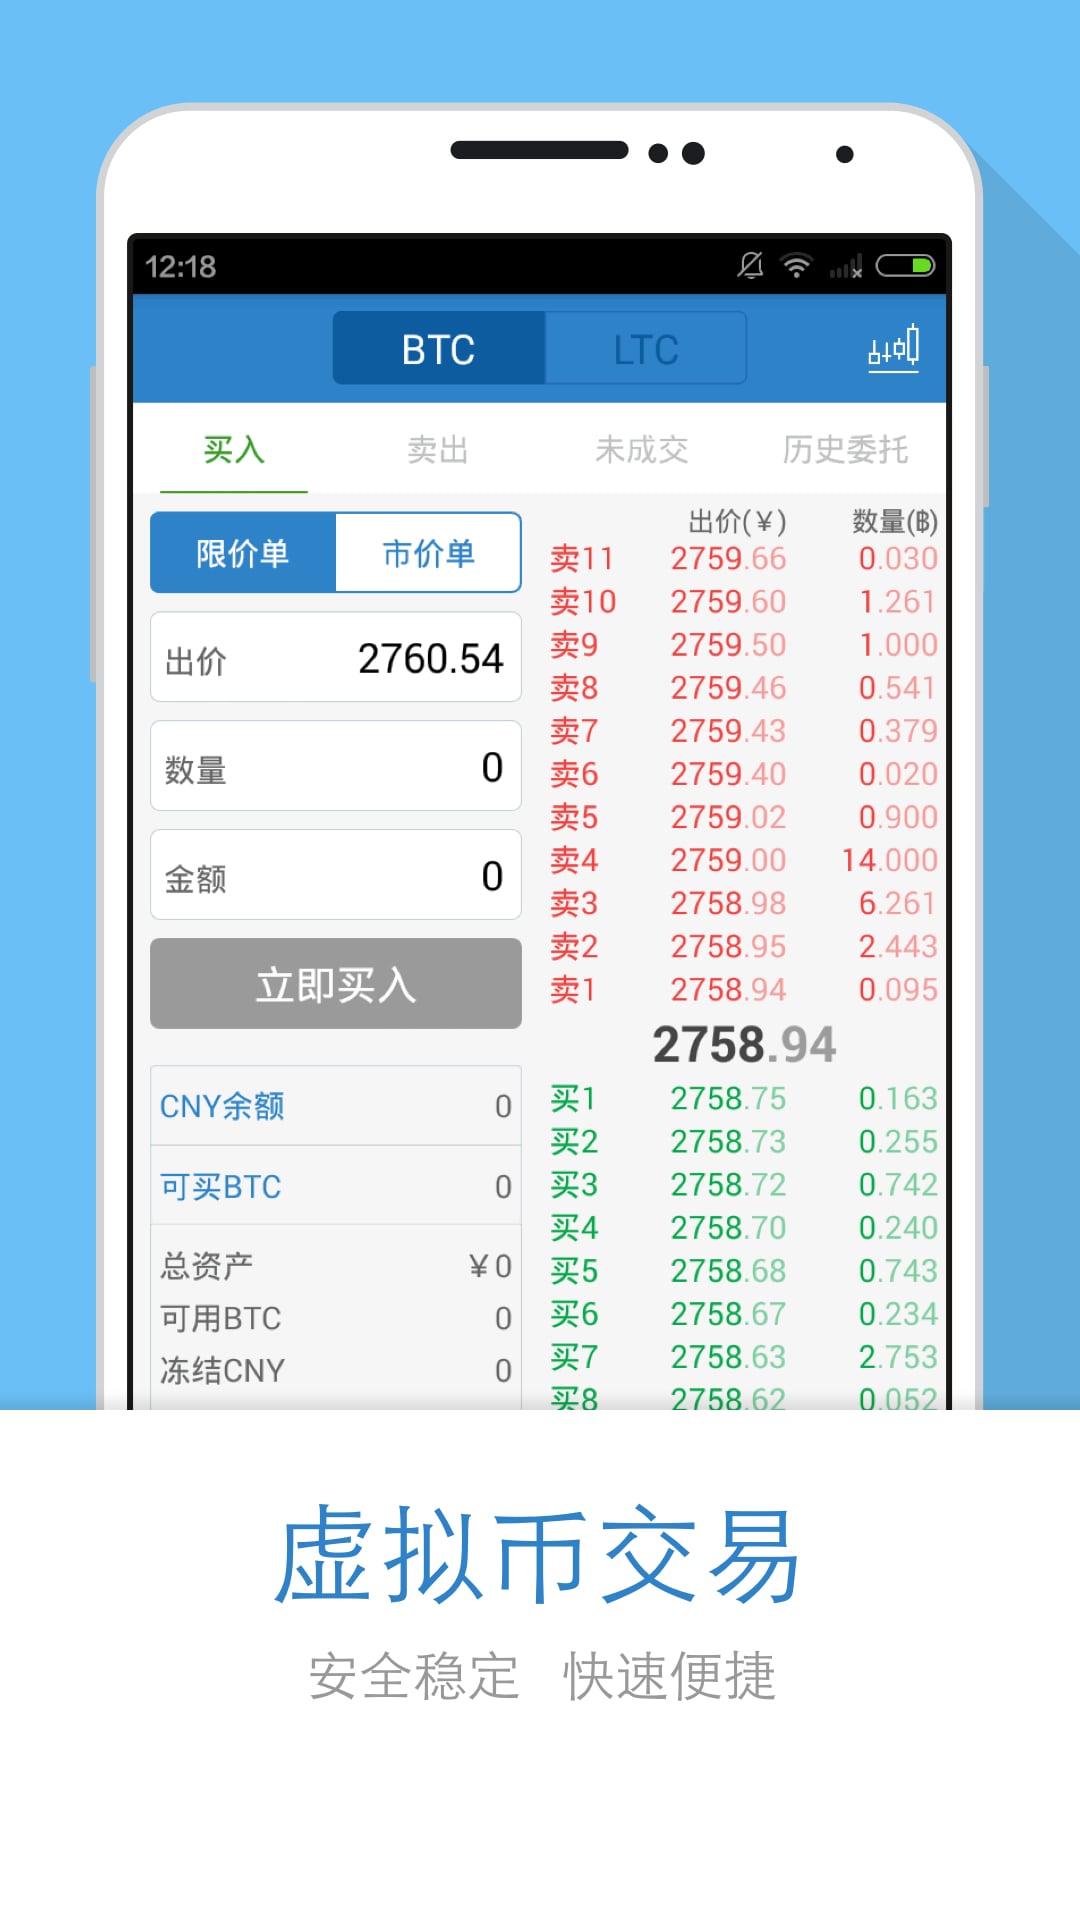 12:18
BTC LTC
买入 卖出 未成交 历史委托
限价单 市价单
出价 2760.54
数量 0
金额 0
立即买入
CNY余额 0
可买BTC 0
总资产 ¥0
可用BTC 0
冻结CNY 0
出价(¥) 数量(฿)
卖11 2759.66 0.030
卖10 2759.60 1.261
卖9 2759.50 1.000
卖8 2759.46 0.541
卖7 2759.43 0.379
卖6 2759.40 0.020
卖5 2759.02 0.900
卖4 2759.00 14.000
卖3 2758.98 6.261
卖2 2758.95 2.443
卖1 2758.94 0.095
2758.94
买1 2758.75 0.163
买2 2758.73 0.255
买3 2758.72 0.742
买4 2758.70 0.240
买5 2758.68 0.743
买6 2758.67 0.234
买7 2758.63 2.753
买8 2758.62 0.052
虚拟币交易
安全稳定 快速便捷